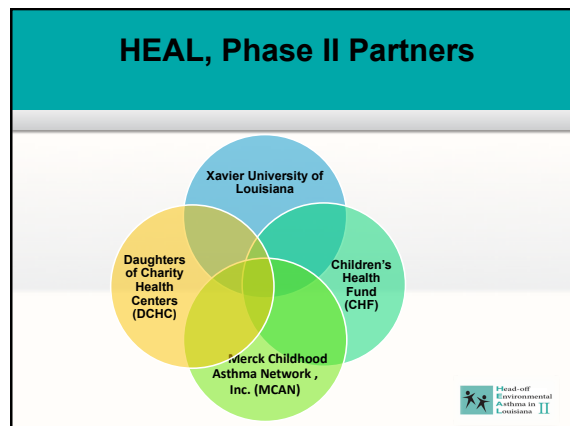 HEAL, Phase II Partners
Xavier University of
Louisiana
Daughters
of Charity
Health
Centers
(DCHC)
Children’s
Health
Fund
(CHF)
Merck Childhood
Asthma Network ,
Inc. (MCAN)
Head-off
Environmental
Asthma in
Louisiana II